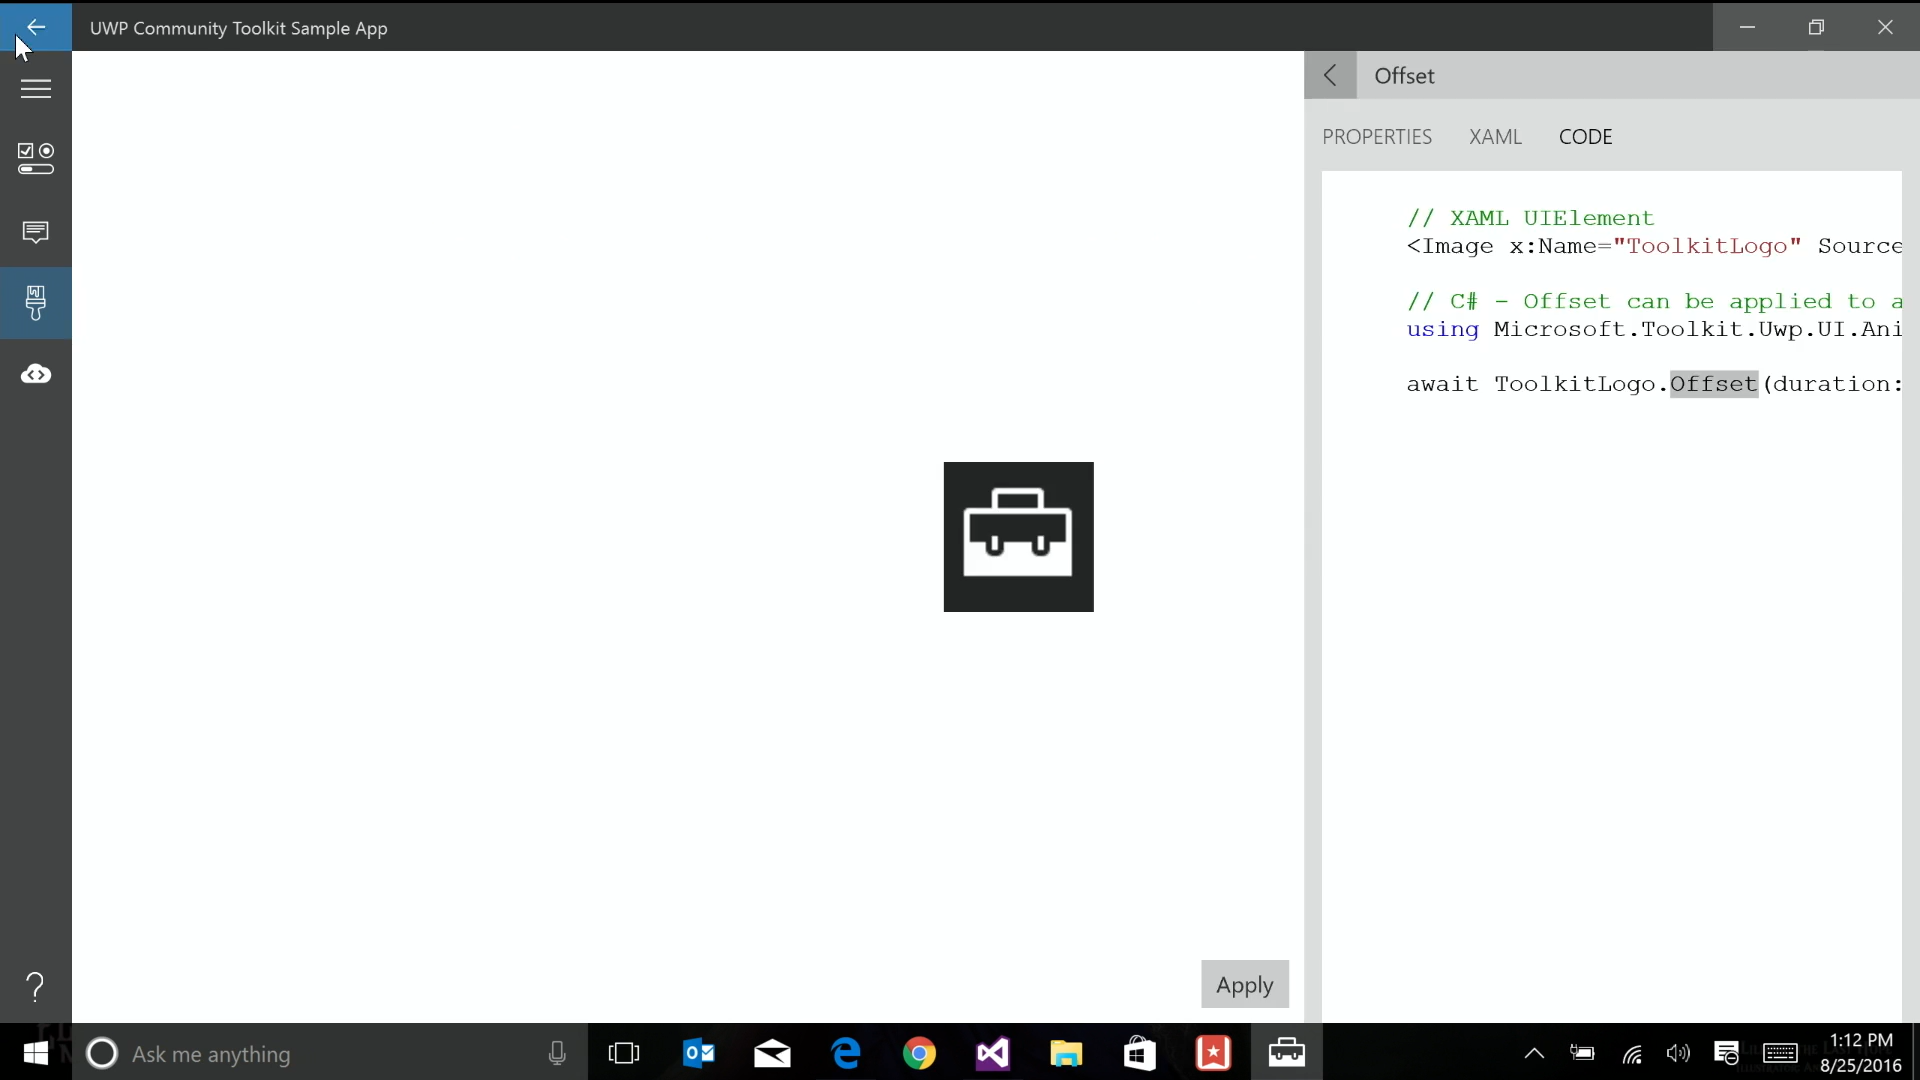 UWP Community Toolkit Sample App
Offset
PROPERTIES XAML CODE
// XAML UIElement
<Image x:Name="ToolkitLogo" Source
// C# - Offset can be applied to a
using Microsoft.Toolkit.Uwp.UI.Ani
await ToolkitLogo.Offset(duration:
Apply
Ask me anything
1:12 PM
8/25/2016